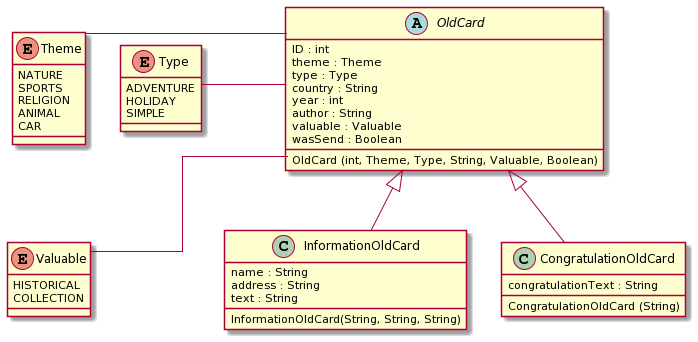 E Theme
NATURE
SPORTS
RELIGION
ANIMAL
CAR
E Type
ADVENTURE
HOLIDAY
SIMPLE
A OldCard
ID : int
theme : Theme
type : Type
country : String
year : int
author : String
valuable : Valuable
wasSend : Boolean
OldCard (int, Theme, Type, String, Valuable, Boolean)
E Valuable
HISTORICAL
COLLECTION
C InformationOldCard
name : String
address : String
text : String
InformationOldCard(String, String, String)
C CongratulationOldCard
congratulationText : String
CongratulationOldCard (String)